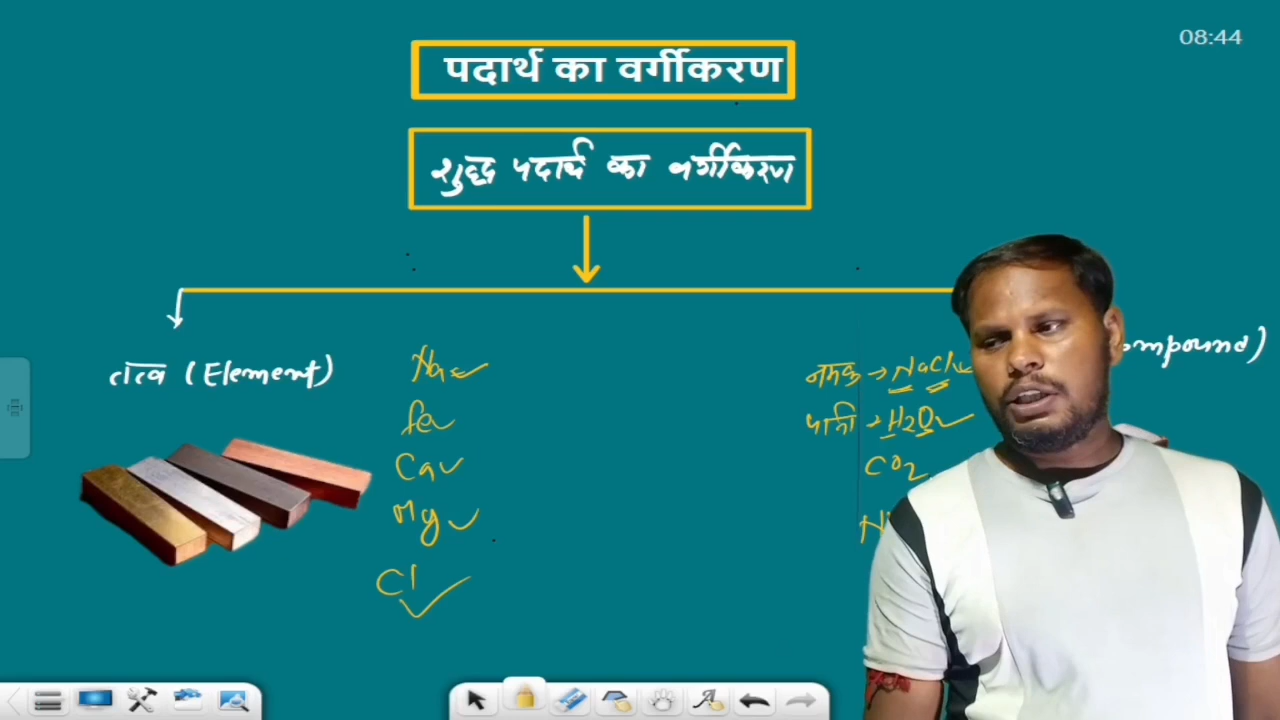 08:44
पदार्थ का वर्गीकरण
शुद्ध पदार्थ का वर्गीकरण
तत्व (Element)
ompound)
Na
Fe
Ca
Mg
Cl
नमक → NaCl
पानी → H2O
CO2